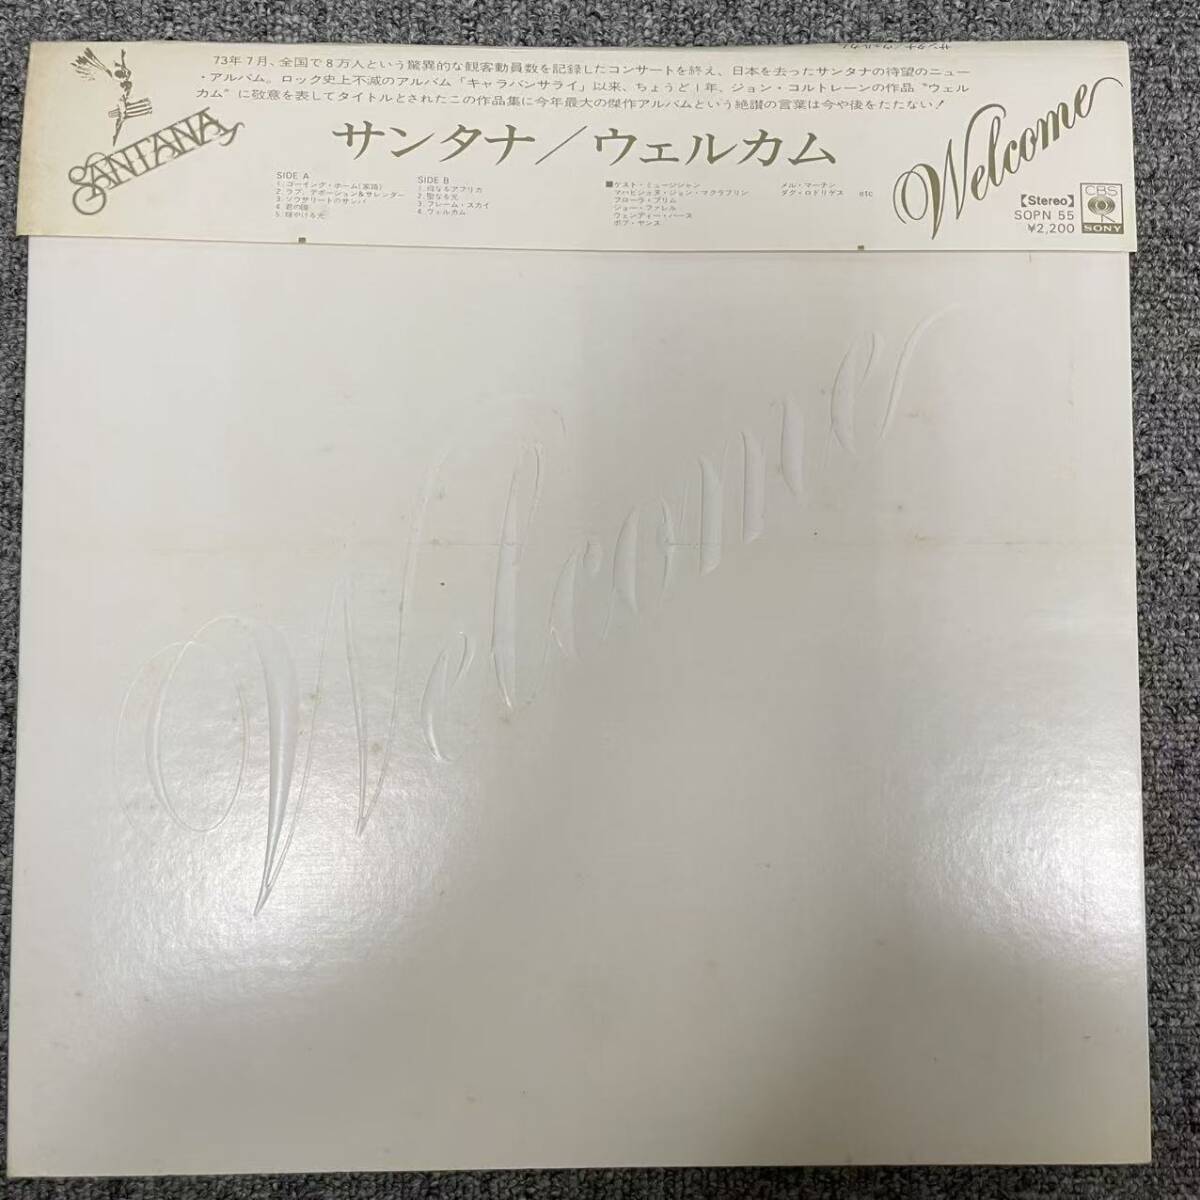 サンタナ/ウェルカム
73年7月、全国で8万人という驚異的な観客動員数を記録したコンサートを終え、日本を去ったサンタナの待望のニュー
・アルバム。ロック史上不滅のアルバム「キャラバンサライ」以来、ちょうど1年、ジョン・コルトレーンの作品“ウェル
カム”に敬意を表してタイトルとされたこの作品集に今年最大の傑作アルバムという絶讃の言葉は今や後をたたない!
SANTANA
サンタナ/ウェルカム
Welcome
SIDE A
1. ゴーイング・ホーム(家路)
2. ラブ、デボーション&サレンダー
3. ソウサリートのサンバ
4. 君の瞳
5. 輝やける光
SIDE B
1. 母なるアフリカ
2. 聖なる光
3. フレーム・スカイ
4. ウェルカム
■ゲスト・ミュージシャン
マハビシュヌ・ジョン・マクラフリン
フローラ・プリム
ジョー・ファレル
ウェンディー・ハース
ボブ・ヤンス
メル・マーチン
ダグ・ロドリゲス etc
【Stereo】
SOPN 55
¥2,200
CBS
SONY
Welcome